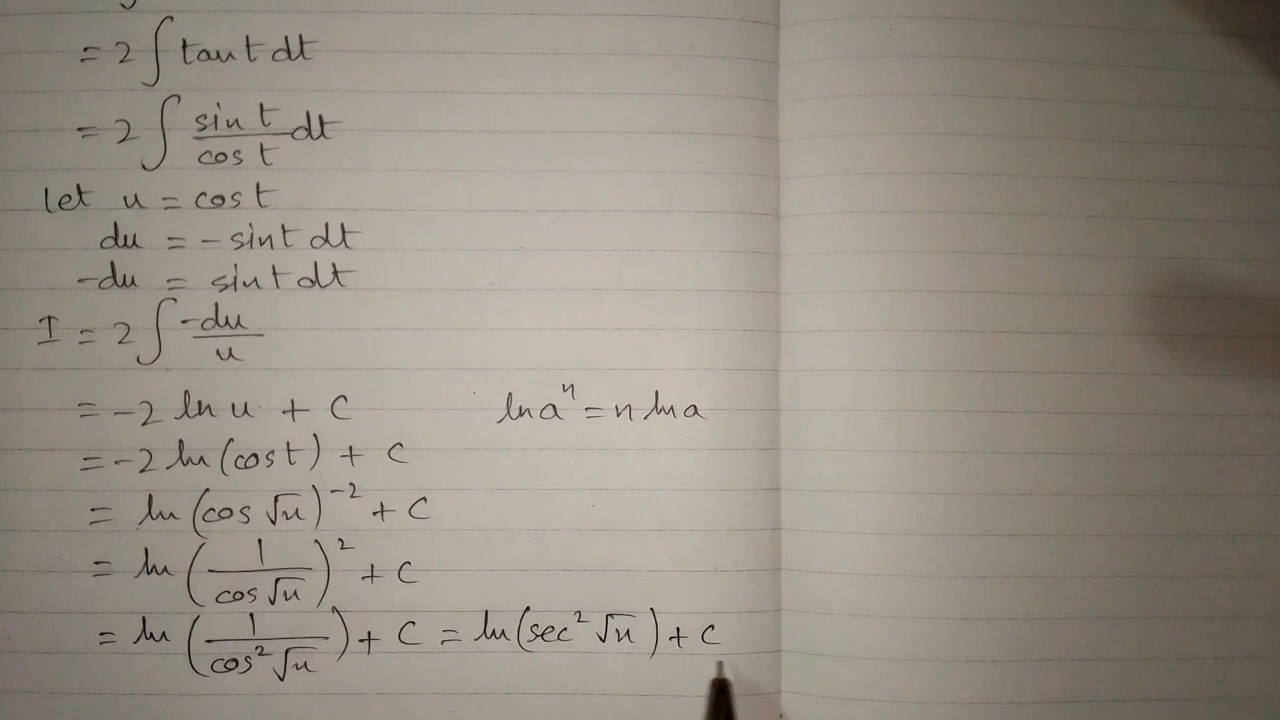 = 2 ∫ tan t dt
= 2 ∫ sin t / cos t dt
let u = cos t
du = - sin t dt
-du = sin t dt
I = 2 ∫ -du / u
= -2 ln u + C
ln aⁿ = n ln a
= -2 ln (cos t) + C
= ln (cos √x)⁻² + C
= ln (1 / cos √x)² + C
= ln (1 / cos² √x) + C = ln (sec² √x) + C